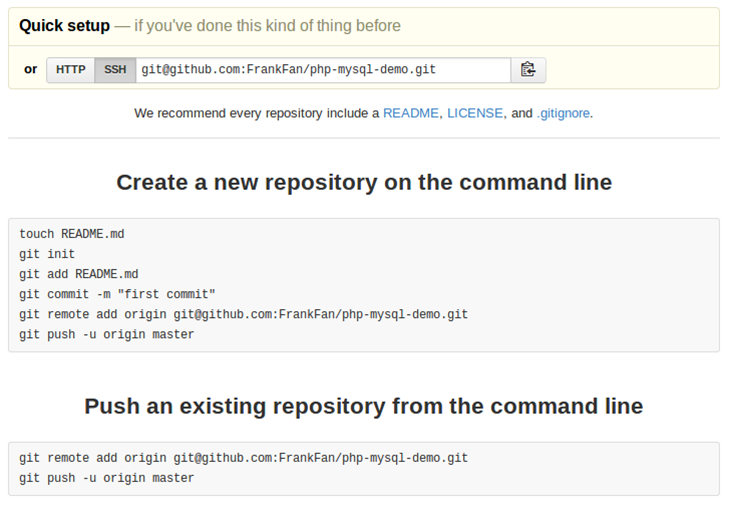 Quick setup — if you've done this kind of thing before
or HTTP SSH git@github.com:FrankFan/php-mysql-demo.git
We recommend every repository include a README, LICENSE, and .gitignore.
Create a new repository on the command line
touch README.md
git init
git add README.md
git commit -m "first commit"
git remote add origin git@github.com:FrankFan/php-mysql-demo.git
git push -u origin master
Push an existing repository from the command line
git remote add origin git@github.com:FrankFan/php-mysql-demo.git
git push -u origin master